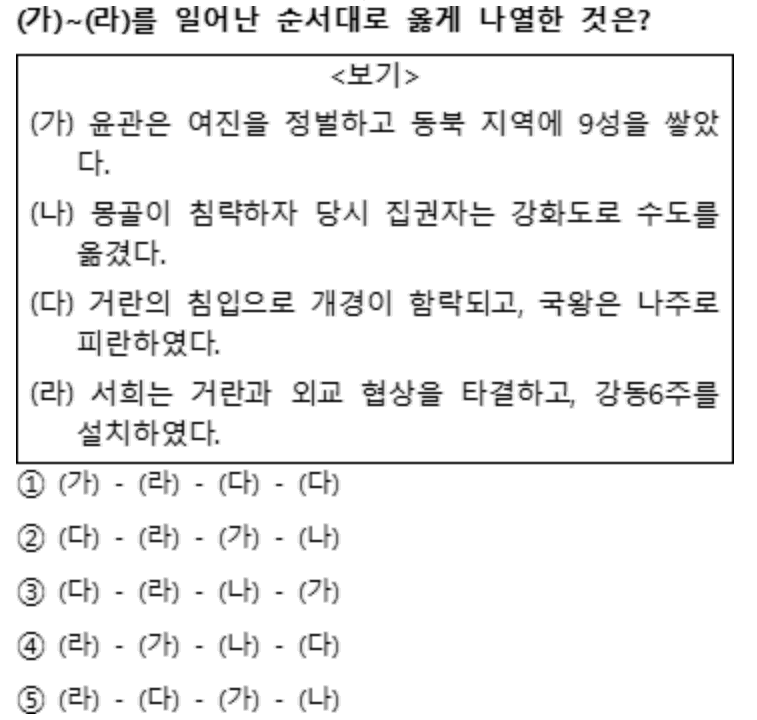 (가)~(라)를 일어난 순서대로 옳게 나열한 것은?
<보기>
(가) 윤관은 여진을 정벌하고 동북 지역에 9성을 쌓았
다.
(나) 몽골이 침략하자 당시 집권자는 강화도로 수도를
옮겼다.
(다) 거란의 침입으로 개경이 함락되고, 국왕은 나주로
피란하였다.
(라) 서희는 거란과 외교 협상을 타결하고, 강동6주를
설치하였다.
① (가) - (라) - (다) - (다)
② (다) - (라) - (가) - (나)
③ (다) - (라) - (나) - (가)
④ (라) - (가) - (나) - (다)
⑤ (라) - (다) - (가) - (나)